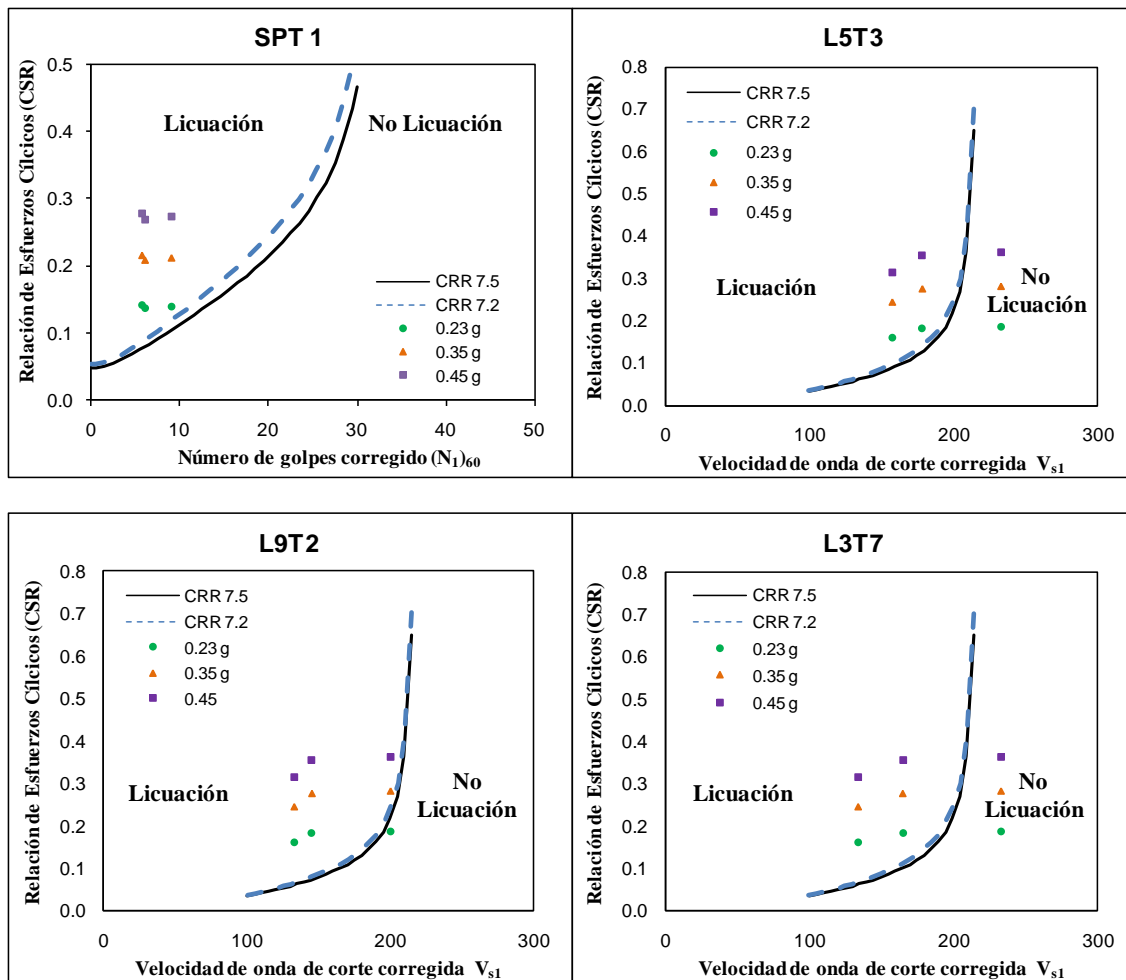 SPT 1
Relación de Esfuerzos Cílcicos (CSR)
0.5
0.4
0.3
0.2
0.1
0.0
Licuación
No Licuación
CRR 7.5
CRR 7.2
0.23 g
0.35 g
0.45 g
0 10 20 30 40 50
Número de golpes corregido (N₁)₆₀
L5T3
Relación de Esfuerzos Cílcicos (CSR)
0.8
0.7
0.6
0.5
0.4
0.3
0.2
0.1
0.0
CRR 7.5
CRR 7.2
0.23 g
0.35 g
0.45 g
Licuación
No
Licuación
100 200 300
Velocidad de onda de corte corregida Vₛ₁
L9T2
Relación de Esfuerzos Cílcicos (CSR)
0.8
0.7
0.6
0.5
0.4
0.3
0.2
0.1
0.0
CRR 7.5
CRR 7.2
0.23 g
0.35 g
0.45
Licuación
No
Licuación
0 100 200 300
Velocidad de onda de corte corregida Vₛ₁
L3T7
Relación de Esfuerzos Cílcicos (CSR)
0.8
0.7
0.6
0.5
0.4
0.3
0.2
0.1
0.0
CRR 7.5
CRR 7.2
0.23 g
0.35 g
0.45 g
Licuación
No
Licuación
0 100 200 300
Velocidad de onda de corte corregida Vₛ₁